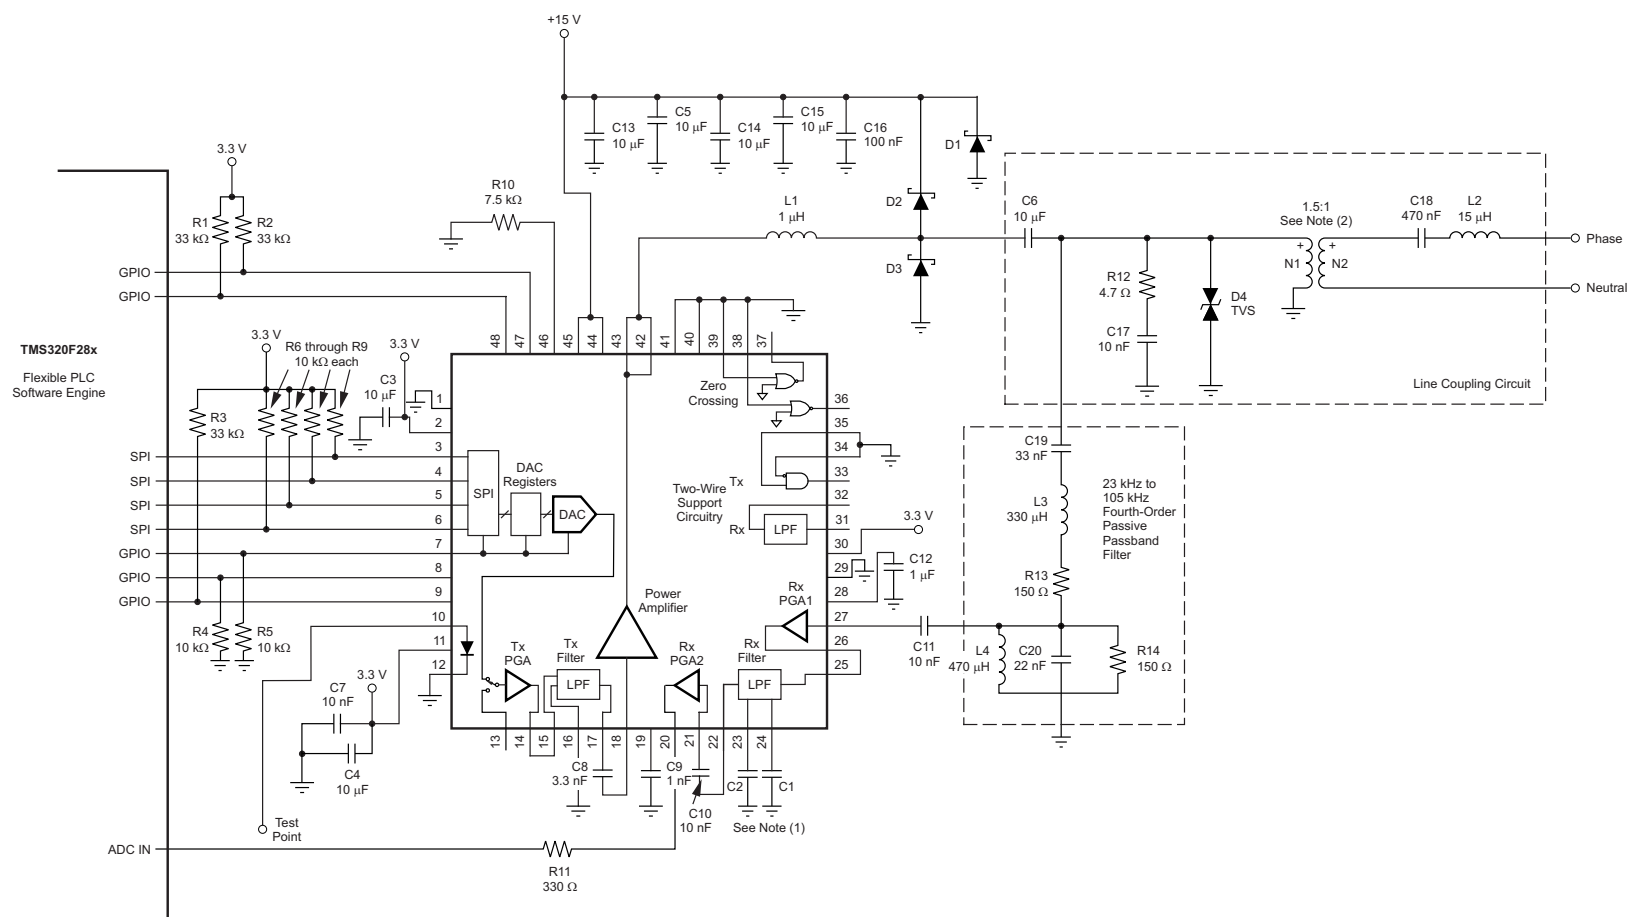 +15 V
C13
10 μF
C5
10 μF
C14
10 μF
C15
10 μF
C16
100 nF
D1
3.3 V
R1
33 kΩ
R2
33 kΩ
R10
7.5 kΩ
L1
1 μH
D2
D3
C6
10 μF
1.5:1
See Note (2)
C18
470 nF
L2
15 μH
Phase
Neutral
+
+
N1
N2
R12
4.7 Ω
C17
10 nF
D4
TVS
Line Coupling Circuit
GPIO
GPIO
TMS320F28x
Flexible PLC
Software Engine
3.3 V
R6 through R9
10 kΩ each
3.3 V
C3
10 μF
R3
33 kΩ
48
47
46
45
44
43
42
41
40
39
38
37
Zero
Crossing
1
2
3
4
5
6
7
8
9
10
11
12
SPI
SPI
SPI
SPI
GPIO
GPIO
GPIO
SPI
DAC
Registers
DAC
Two-Wire
Support
Circuitry
Tx
Rx
LPF
36
35
34
33
32
31
30
29
28
27
26
25
3.3 V
C12
1 μF
C19
33 nF
L3
330 μH
R13
150 Ω
23 kHz to
105 kHz
Fourth-Order
Passive
Passband
Filter
R4
10 kΩ
R5
10 kΩ
Power
Amplifier
Rx
PGA1
Tx
PGA
Tx
Filter
LPF
Rx
PGA2
Rx
Filter
LPF
C11
10 nF
L4
470 μH
C20
22 nF
R14
150 Ω
3.3 V
C7
10 nF
C4
10 μF
13
14
15
16
17
18
19
20
21
22
23
24
C8
3.3 nF
C9
1 nF
C10
10 nF
C2
C1
See Note (1)
Test
Point
ADC IN
R11
330 Ω